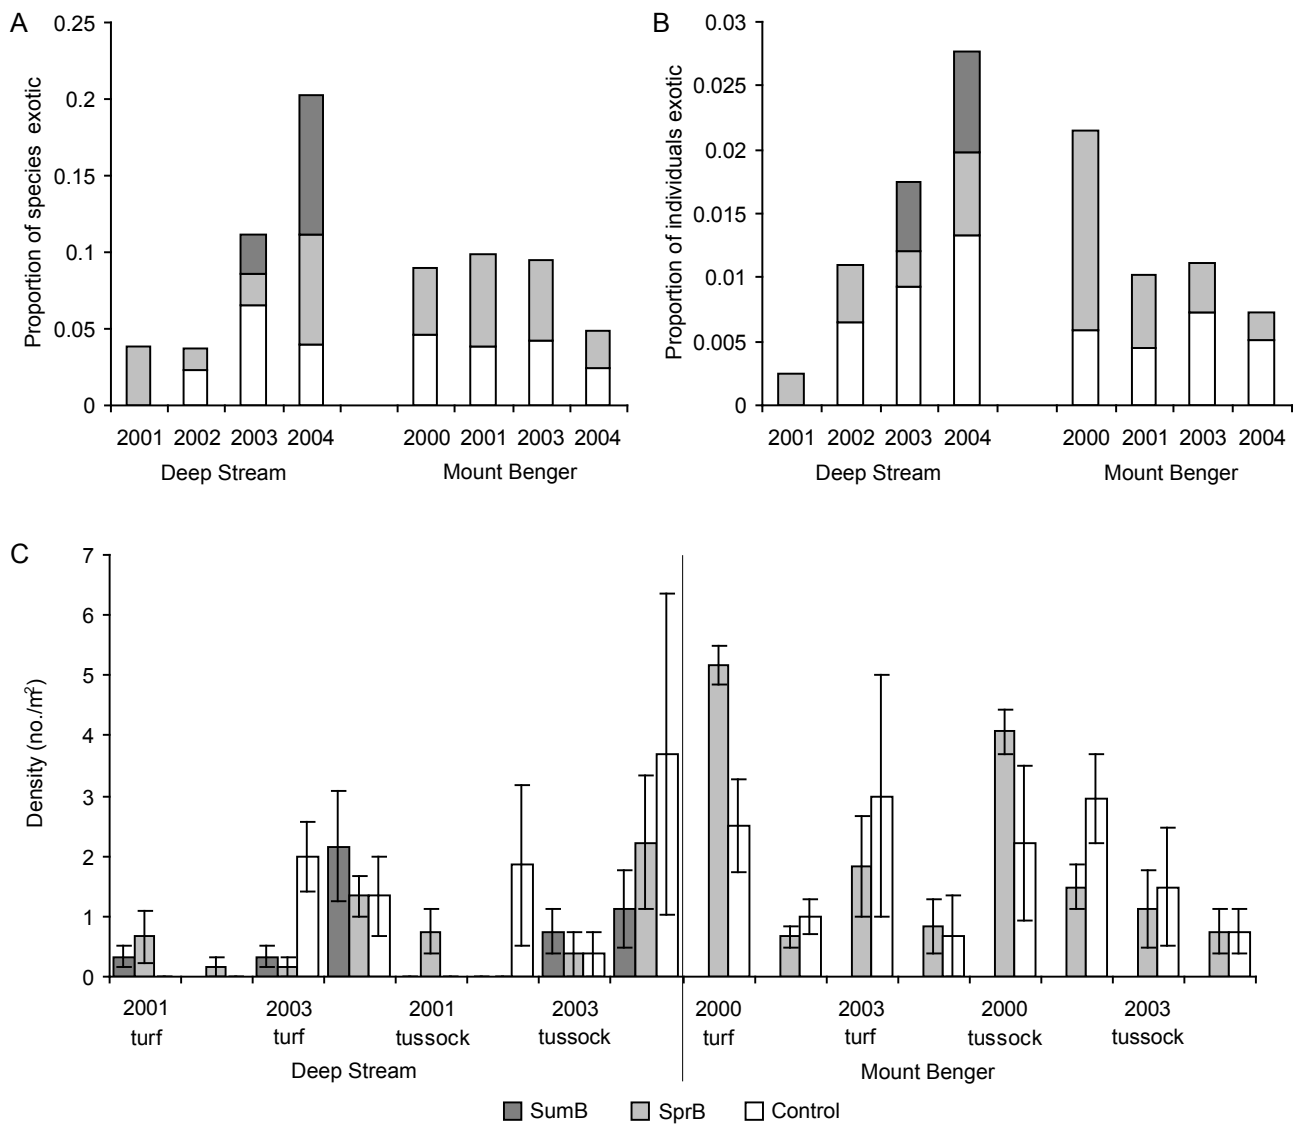 A
Proportion of species exotic
0.25
0.2
0.15
0.1
0.05
0
2001 2002 2003 2004 2000 2001 2003 2004
Deep Stream Mount Benger
B
Proportion of individuals exotic
0.03
0.025
0.02
0.015
0.01
0.005
0
2001 2002 2003 2004 2000 2001 2003 2004
Deep Stream Mount Benger
C
Density (no./m²)
7
6
5
4
3
2
1
0
2001 2003 2001 2003 2000 2003 2000 2003
turf turf tussock tussock turf turf tussock tussock
Deep Stream Mount Benger
SumB SprB Control